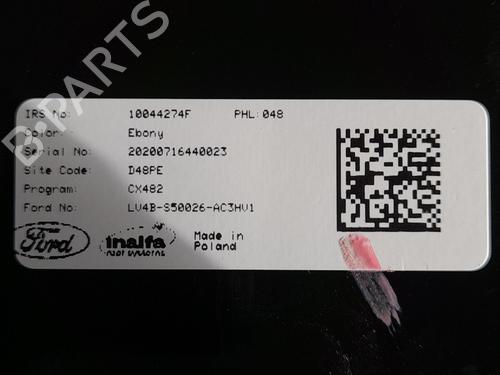 B-PARTS
IRS No: 10044274F PHL:048
Color: Ebony
Serial No: 20200716440023
Site Code: D48PE
Program: CX482
Ford No: LV4B-S50026-AC3HV1
Ford
inalfa
roof systems
Made in
Poland